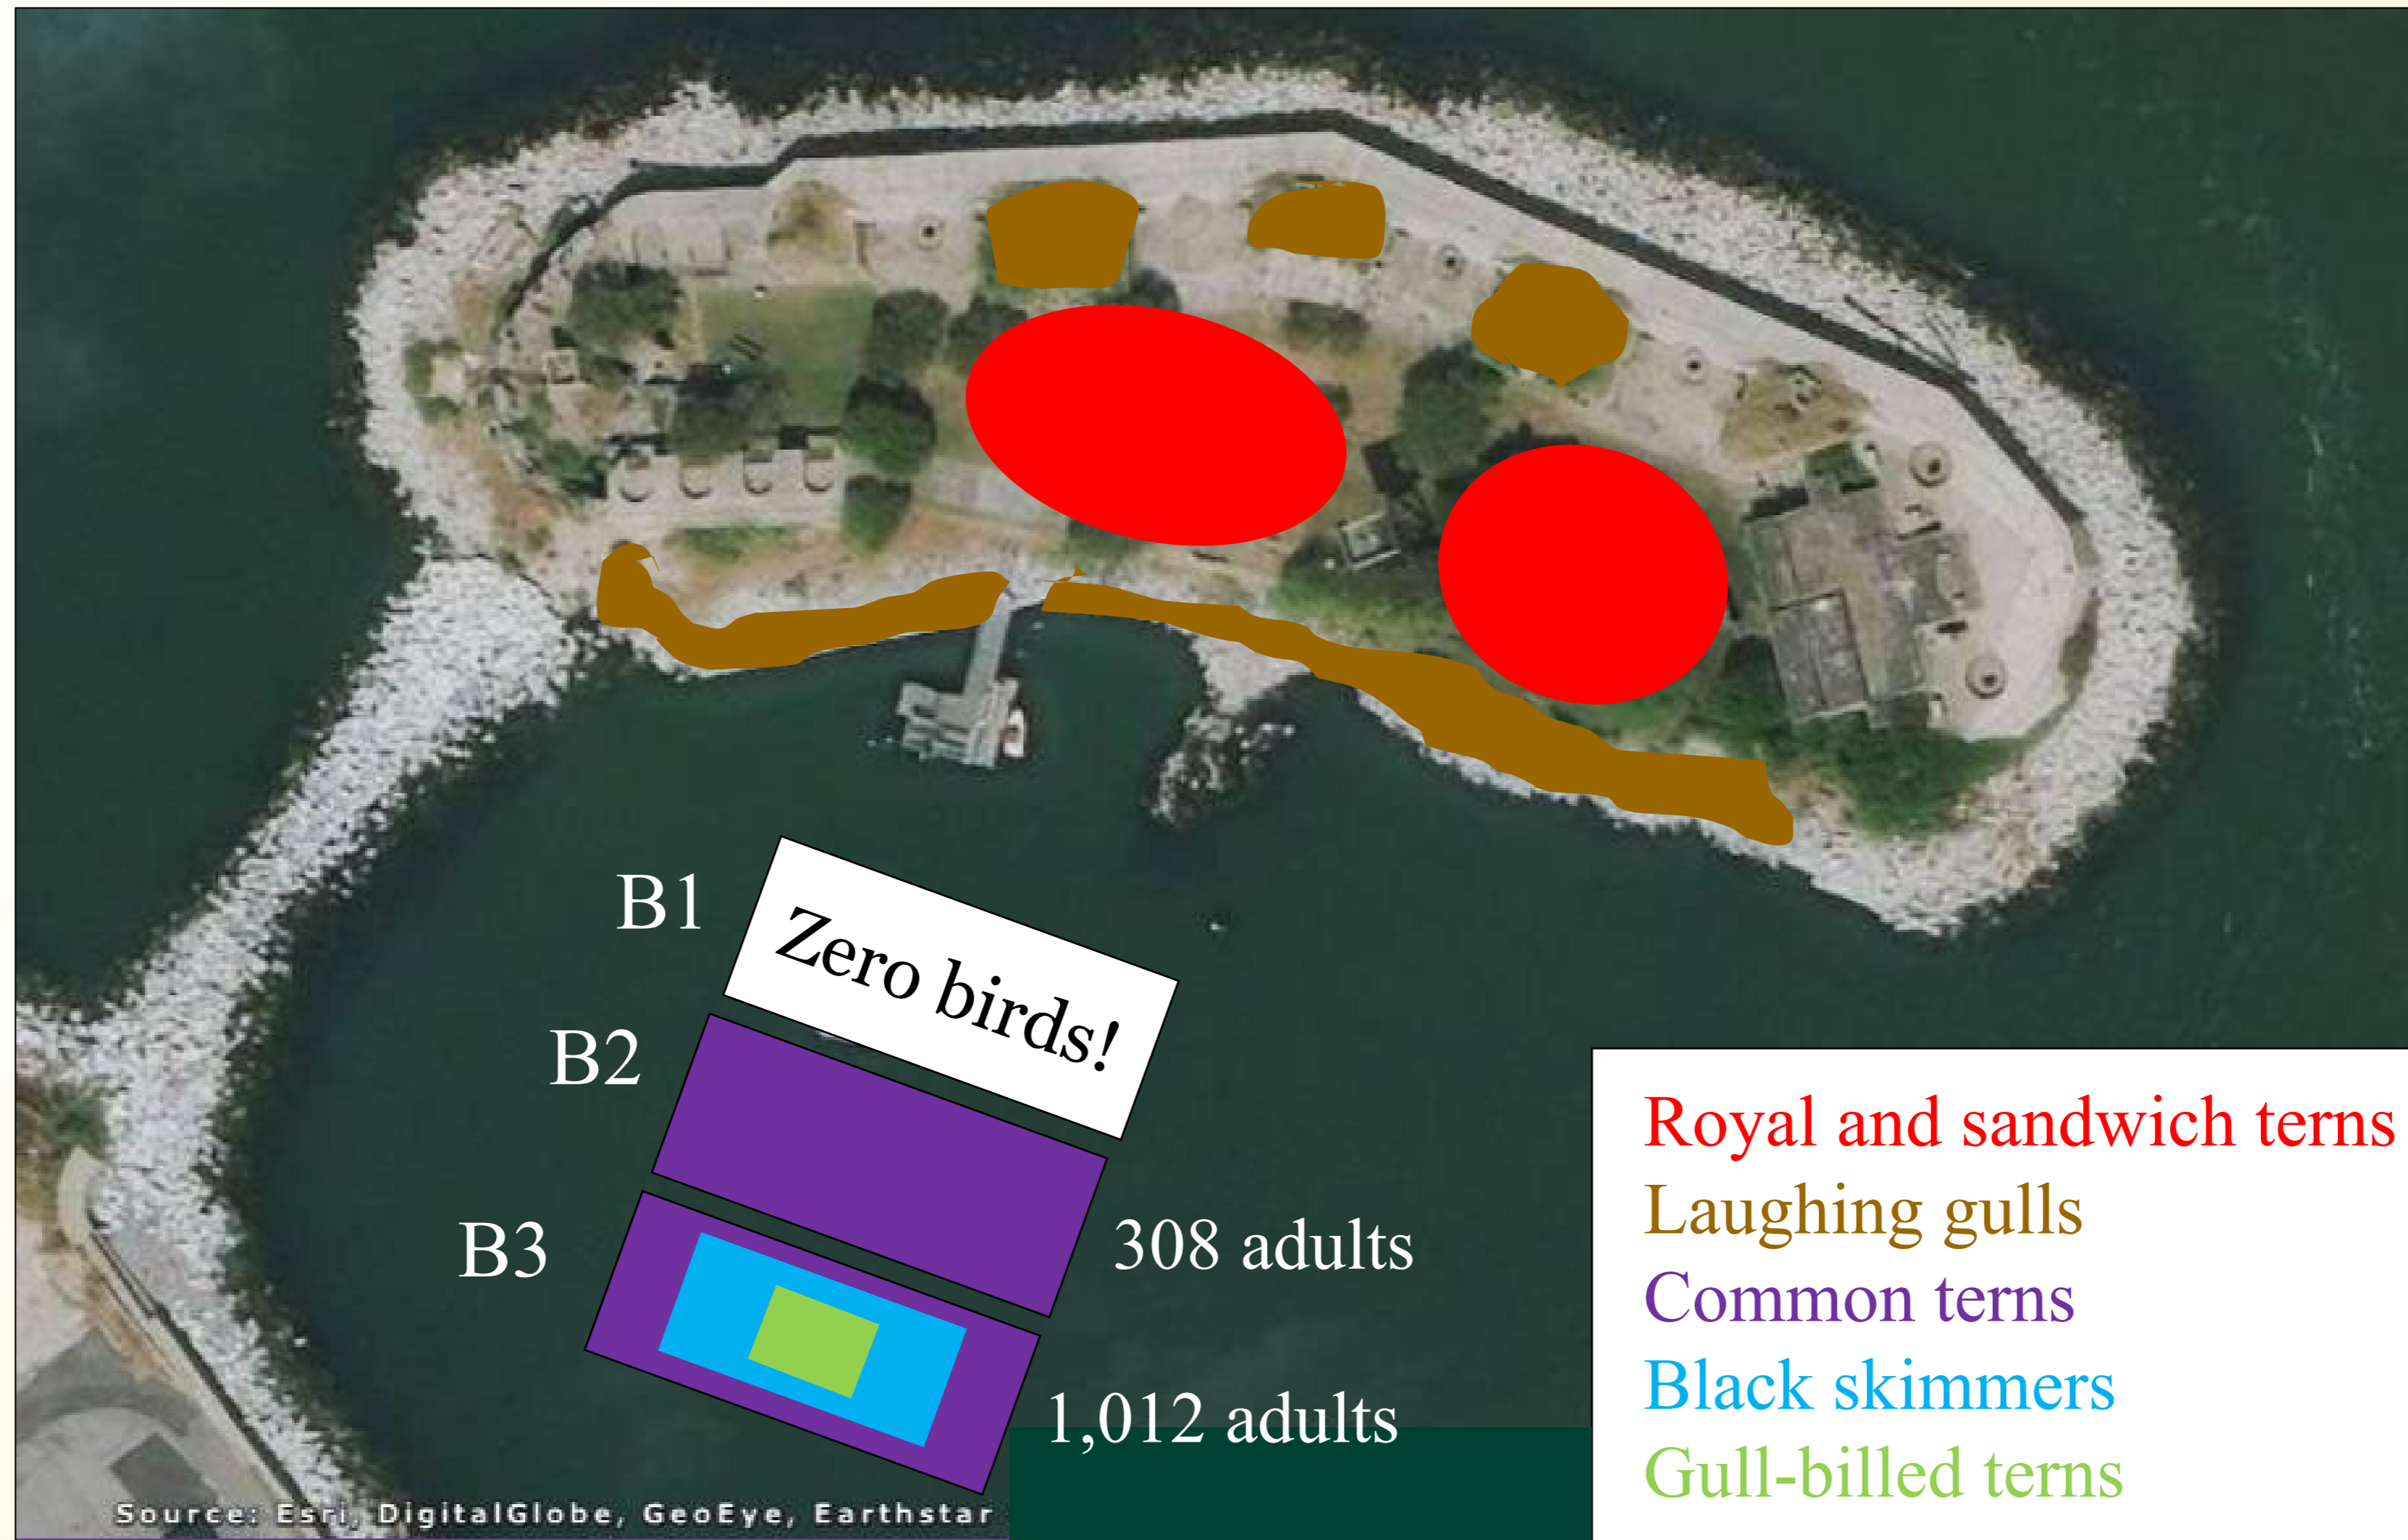 B1
Zero birds!
B2
308 adults
B3
1,012 adults
Royal and sandwich terns
Laughing gulls
Common terns
Black skimmers
Gull-billed terns
Source: Esri, DigitalGlobe, GeoEye, Earthstar